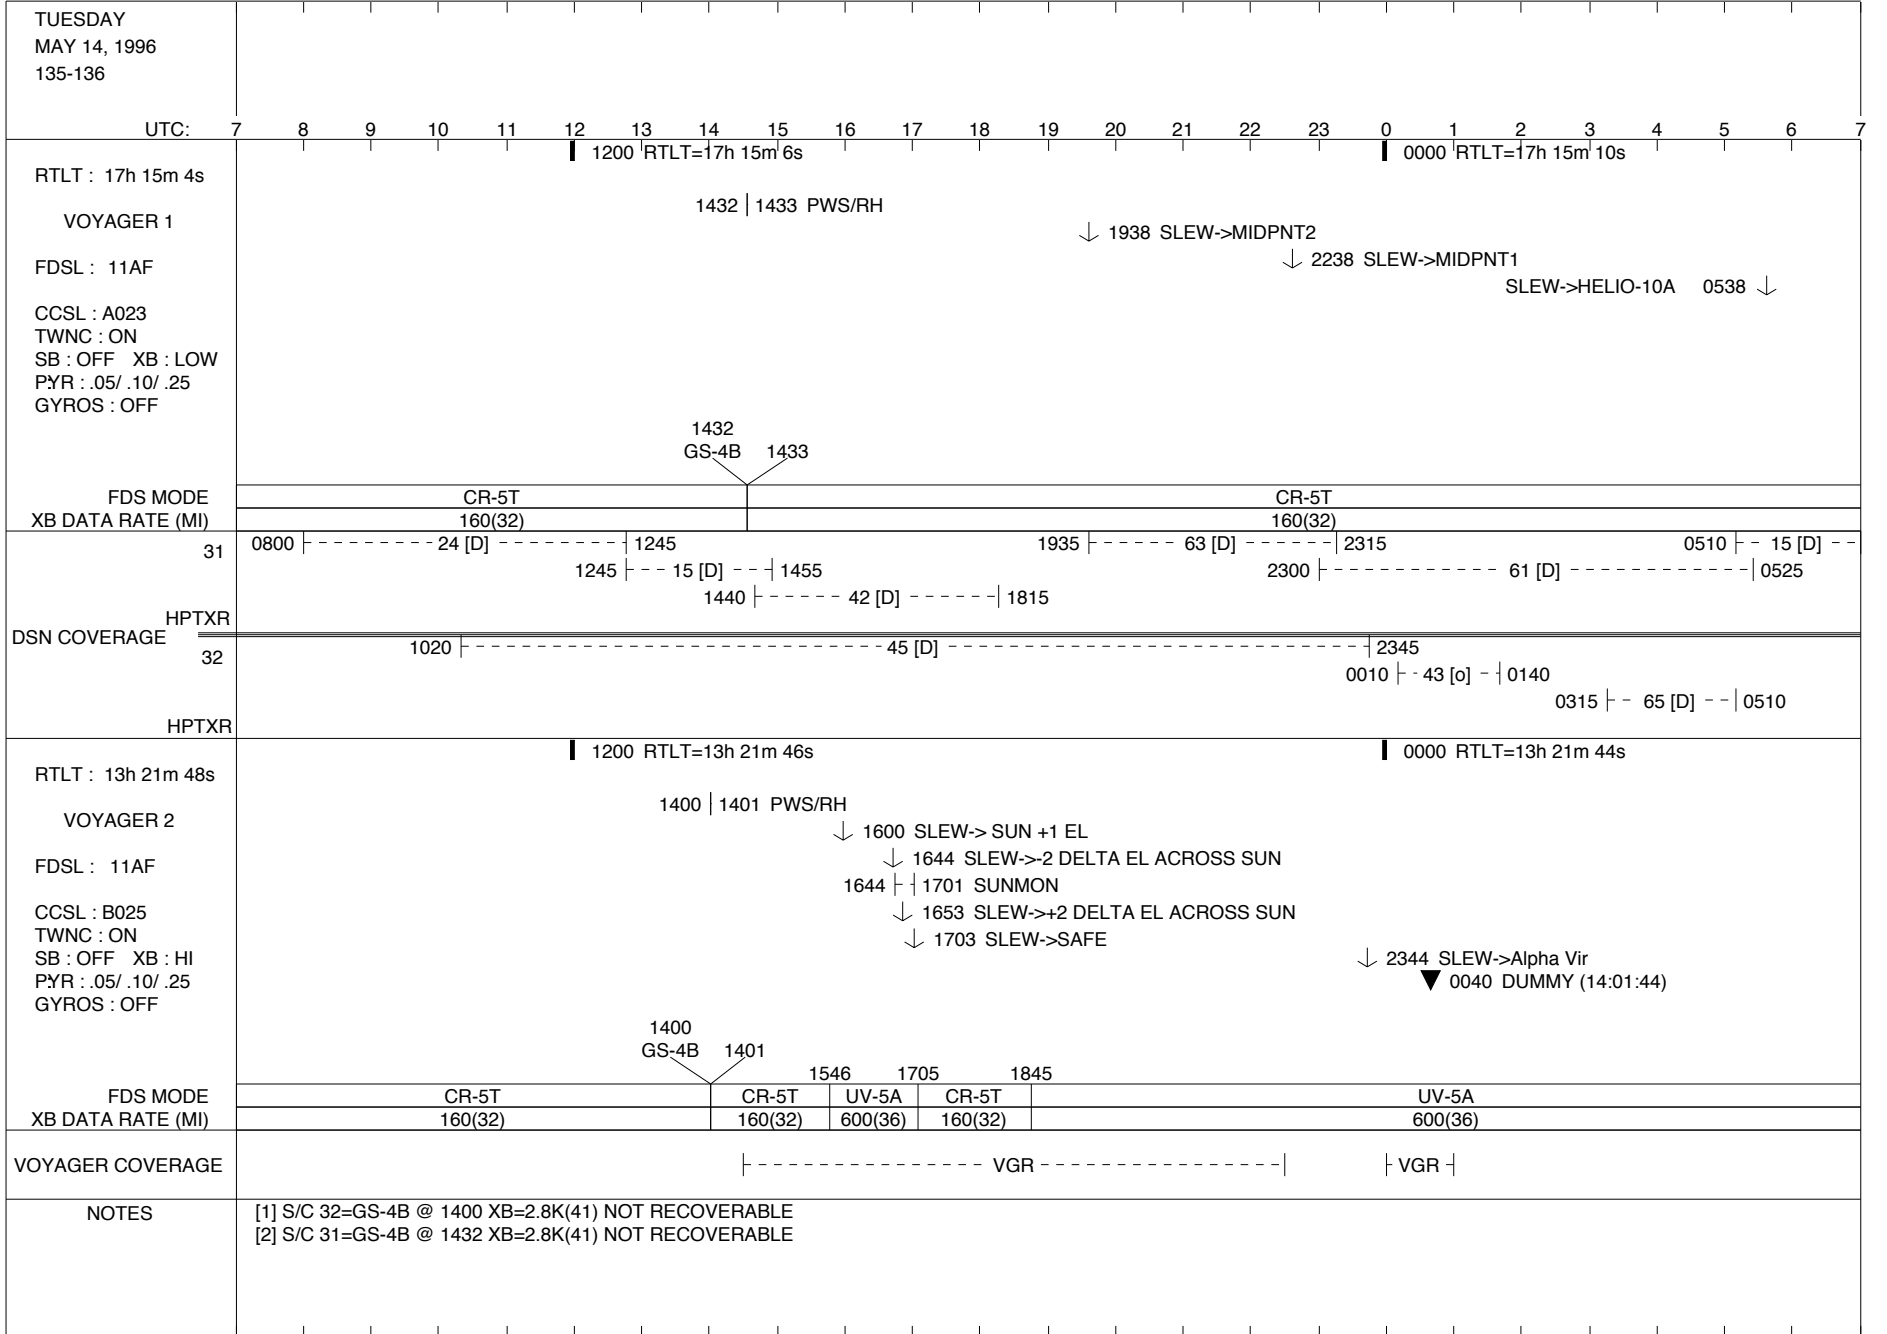 TUESDAY
MAY 14, 1996
135-136
UTC: 7 8 9 10 11 12 13 14 15 16 17 18 19 20 21 22 23 0 1 2 3 4 5 6 7
1200 RTLT=17h 15m 6s 0000 RTLT=17h 15m 10s
RTLT : 17h 15m 4s
1432 1433 PWS/RH
VOYAGER 1
1938 SLEW->MIDPNT2
2238 SLEW->MIDPNT1
FDSL : 11AF
SLEW->HELIO-10A 0538
CCSL : A023
TWNC : ON
SB : OFF XB : LOW
P:YR : .05/ .10/ .25
GYROS : OFF
1432
GS-4B 1433
FDS MODE CR-5T CR-5T
XB DATA RATE (MI) 160(32) 160(32)
31 0800 24 [D] 1245 1935 63 [D] 2315 0510 15 [D]
1245 15 [D] 1455 2300 61 [D] 0525
1440 42 [D] 1815
HPTXR
DSN COVERAGE
32 1020 45 [D] 2345
0010 43 [o] 0140
0315 65 [D] 0510
HPTXR
1200 RTLT=13h 21m 46s 0000 RTLT=13h 21m 44s
RTLT : 13h 21m 48s
1400 1401 PWS/RH
VOYAGER 2
1600 SLEW-> SUN +1 EL
1644 SLEW->-2 DELTA EL ACROSS SUN
FDSL : 11AF
1644 1701 SUNMON
CCSL : B025
1653 SLEW->+2 DELTA EL ACROSS SUN
TWNC : ON
1703 SLEW->SAFE
SB : OFF XB : HI
2344 SLEW->Alpha Vir
P:YR : .05/ .10/ .25
0040 DUMMY (14:01:44)
GYROS : OFF
1400
GS-4B 1401
1546 1705 1845
FDS MODE CR-5T CR-5T UV-5A CR-5T UV-5A
XB DATA RATE (MI) 160(32) 160(32) 600(36) 160(32) 600(36)
VOYAGER COVERAGE VGR VGR
NOTES
[1] S/C 32=GS-4B @ 1400 XB=2.8K(41) NOT RECOVERABLE
[2] S/C 31=GS-4B @ 1432 XB=2.8K(41) NOT RECOVERABLE